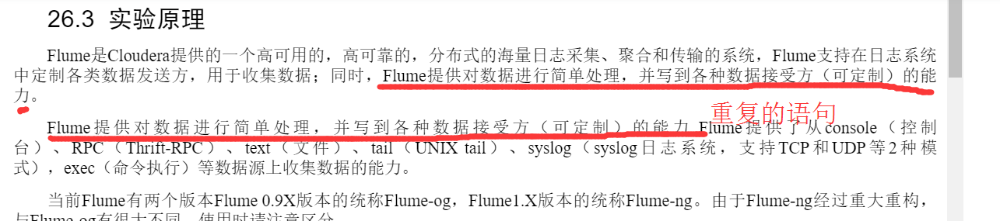 26.3 实验原理
Flume是Cloudera提供的一个高可用的，高可靠的，分布式的海量日志采集、聚合和传输的系统，Flume支持在日志系统
中定制各类数据发送方，用于收集数据；同时，Flume提供对数据进行简单处理，并写到各种数据接受方（可定制）的能
力。
重复的语句
Flume提供对数据进行简单处理，并写到各种数据接受方（可定制）的能力 Flume提供了从console（控制
台）、RPC（Thrift-RPC）、text（文件）、tail（UNIX tail）、syslog（syslog日志系统，支持TCP和UDP等2种模
式），exec（命令执行）等数据源上收集数据的能力。
当前Flume有两个版本Flume 0.9X版本的统称Flume-og，Flume1.X版本的统称Flume-ng。由于Flume-ng经过重大重构，
与Flume-og有很大不同，使用时请注意区分